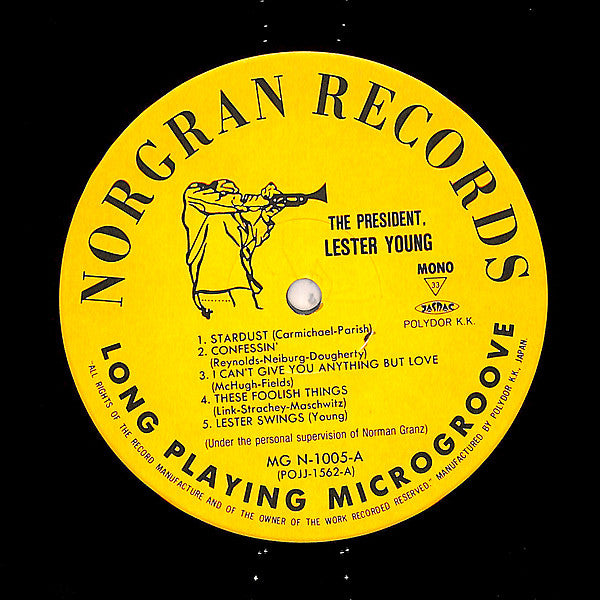 NORGRAN RECORDS
THE PRESIDENT,
LESTER YOUNG
MONO
33
JASRAC
POLYDOR K.K.
1. STARDUST (Carmichael-Parish)
2. CONFESSIN'
(Reynolds-Neiburg-Dougherty)
3. I CAN'T GIVE YOU ANYTHING BUT LOVE
(McHugh-Fields)
4. THESE FOOLISH THINGS
(Link-Strachey-Maschwitz)
5. LESTER SWINGS (Young)
(Under the personal supervision of Norman Granz)
MG N-1005-A
(POJJ-1562-A)
LONG PLAYING MICROGROOVE
"ALL RIGHTS OF THE RECORD MANUFACTURE AND OF THE OWNER OF THE WORK RECORDED RESERVED." MANUFACTURED BY POLYDOR K.K., JAPAN.